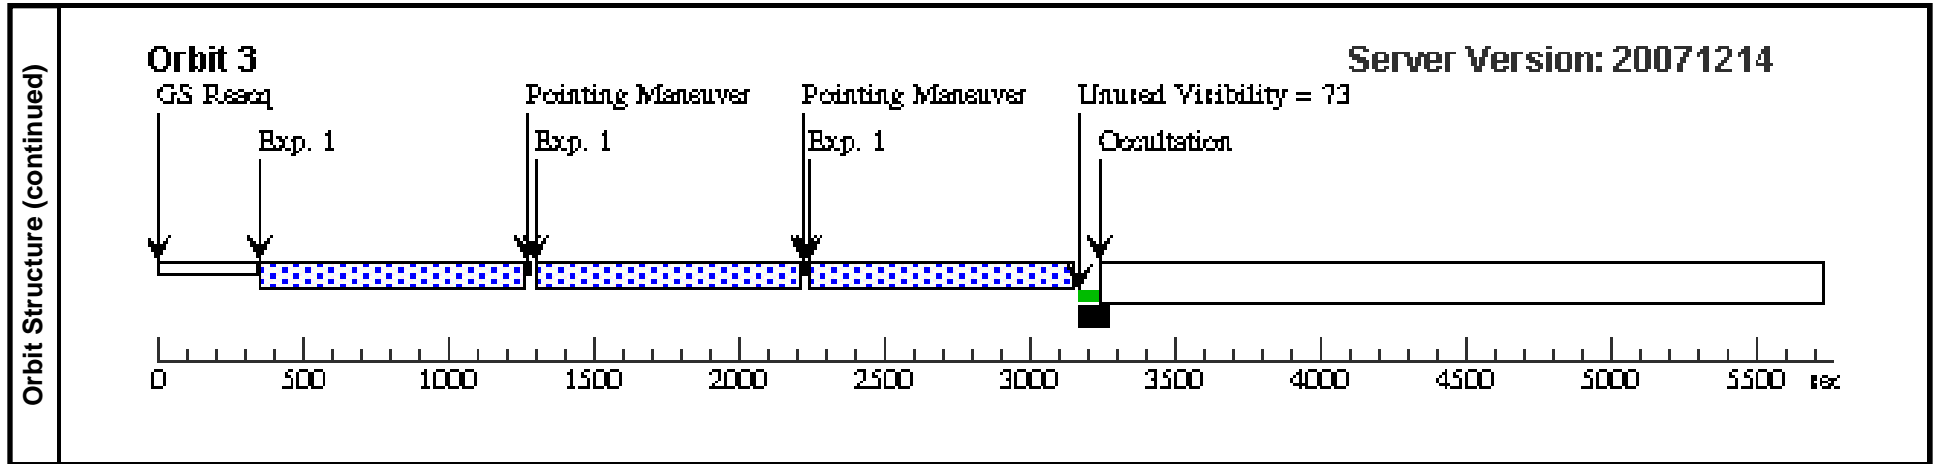 Orbit Structure (continued)
Orbit 3
Server Version: 20071214
GS Reacq
Pointing Maneuver
Pointing Maneuver
Unused Visibility = 73
Exp. 1
Exp. 1
Exp. 1
Occultation
0 500 1000 1500 2000 2500 3000 3500 4000 4500 5000 5500 sec